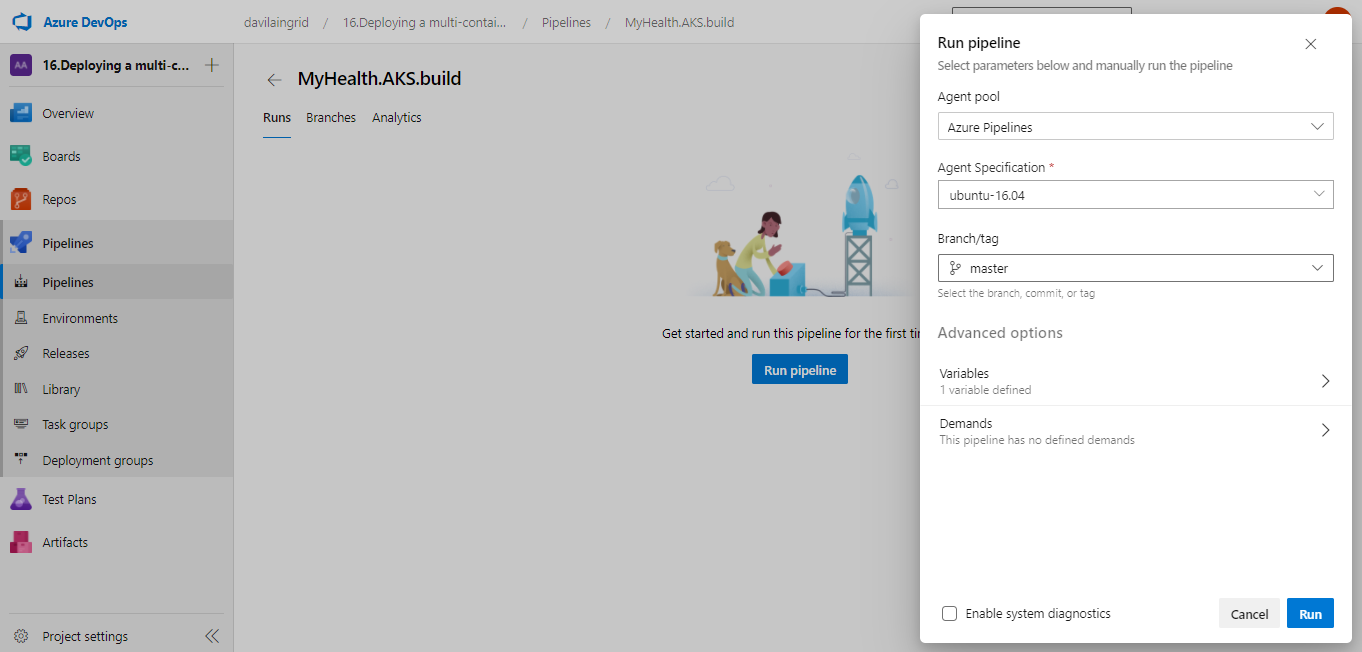 Azure DevOps
davilaingrid / 16.Deploying a multi-contai... / Pipelines / MyHealth.AKS.build
AA 16.Deploying a multi-c...
Overview
Boards
Repos
Pipelines
Pipelines
Environments
Releases
Library
Task groups
Deployment groups
Test Plans
Artifacts
Project settings
MyHealth.AKS.build
Runs Branches Analytics
Get started and run this pipeline for the first
Run pipeline
Run pipeline
Select parameters below and manually run the pipeline
Agent pool
Azure Pipelines
Agent Specification *
ubuntu-16.04
Branch/tag
master
Select the branch, commit, or tag
Advanced options
Variables
1 variable defined
Demands
This pipeline has no defined demands
Enable system diagnostics
Cancel Run